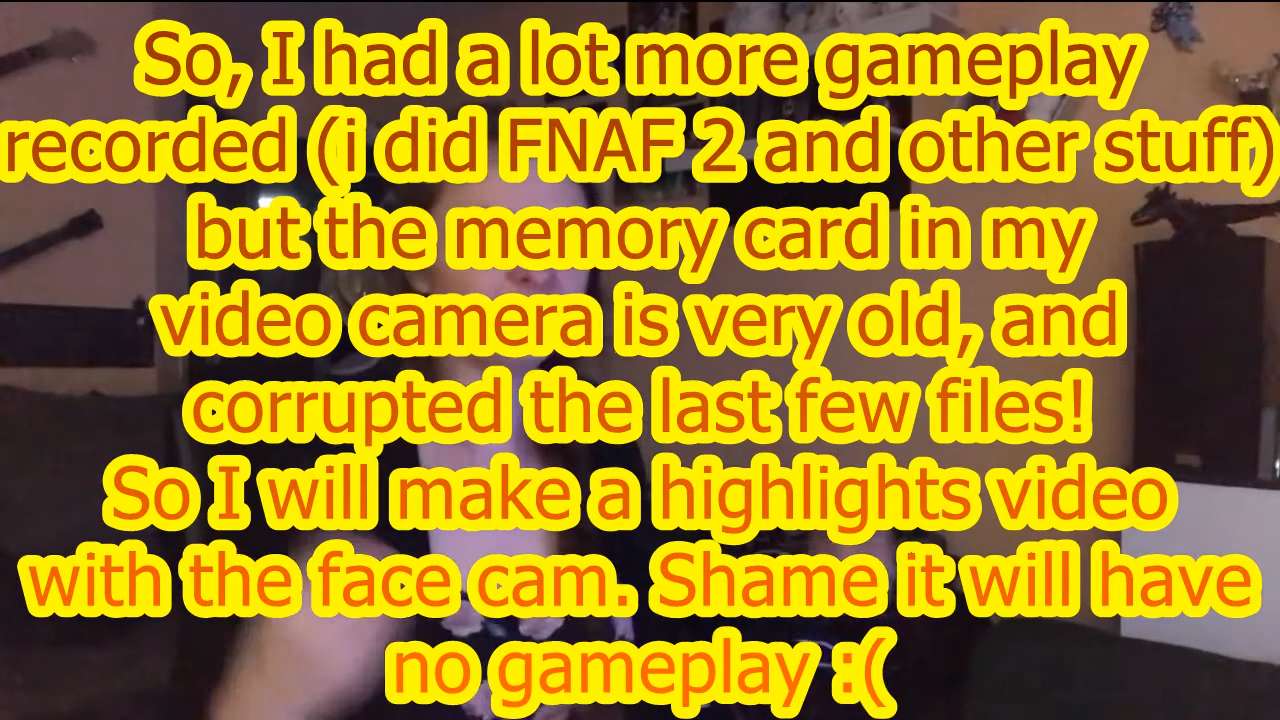 So, I had a lot more gameplay
recorded (i did FNAF 2 and other stuff)
but the memory card in my
video camera is very old, and
corrupted the last few files!
So I will make a highlights video
with the face cam. Shame it will have
no gameplay :(